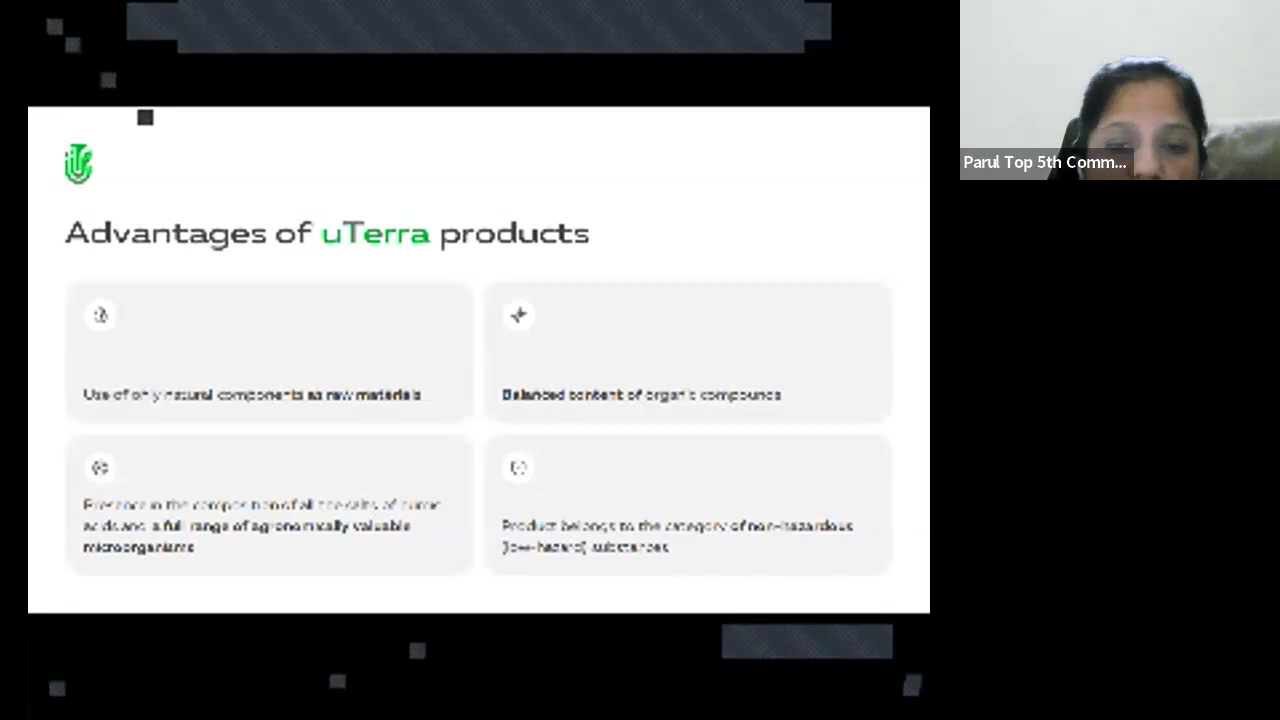 Advantages of uTerra products
Use of only natural components as raw materials
Balanced content of organic compounds
Presence in the composition of all the salts of humic
acids and a full range of agronomically valuable
microorganisms
Product belongs to the category of non-hazardous
(low-hazard) substances
Parul Top 5th Comm...